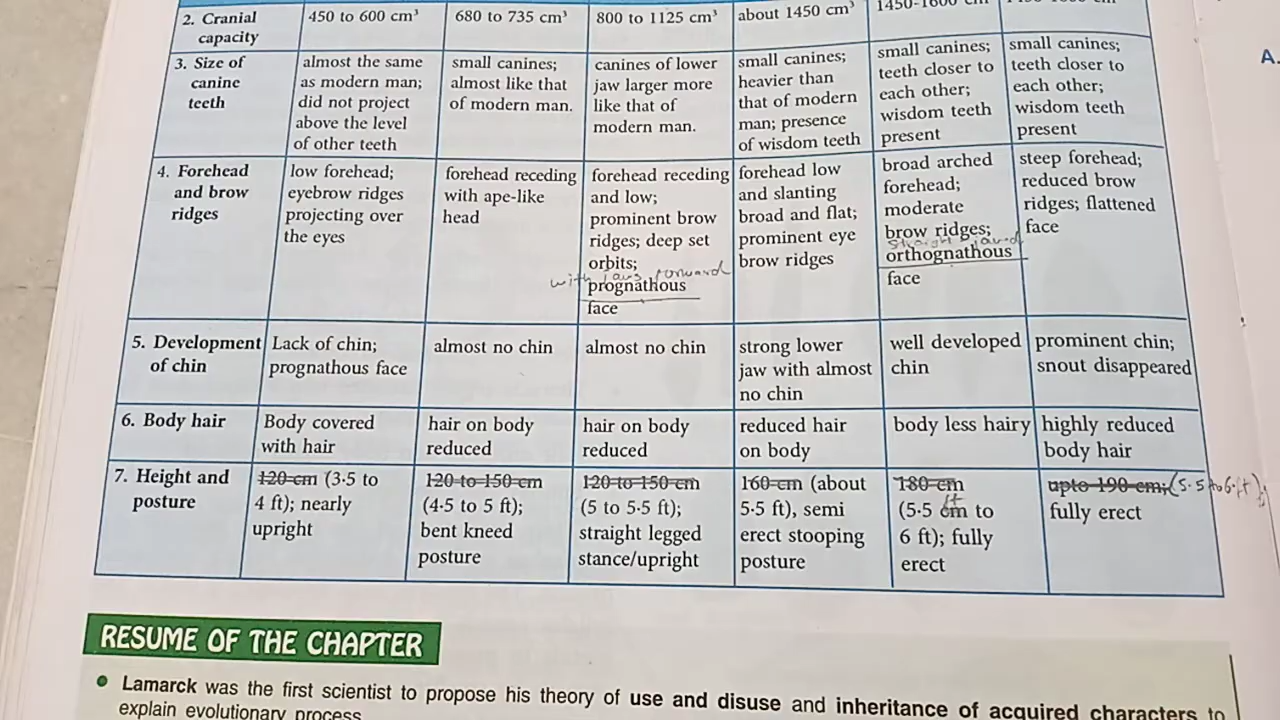 2. Cranial capacity
450 to 600 cm³
680 to 735 cm³
800 to 1125 cm³
about 1450 cm³
A.
3. Size of canine teeth
almost the same
as modern man;
did not project
above the level
of other teeth
small canines;
almost like that
of modern man.
canines of lower
jaw larger more
like that of
modern man.
small canines;
heavier than
that of modern
man; presence
of wisdom teeth
small canines;
teeth closer to
each other;
wisdom teeth
present
small canines;
teeth closer to
each other;
wisdom teeth
present
4. Forehead
and brow
ridges
low forehead;
eyebrow ridges
projecting over
the eyes
forehead receding
with ape-like
head
forehead receding
and low;
prominent brow
ridges; deep set
orbits;
with jaws forward
prognathous
face
forehead low
and slanting
broad and flat;
prominent eye
brow ridges
broad arched
forehead;
moderate
brow ridges;
straight jawed
orthognathous
face
steep forehead;
reduced brow
ridges; flattened
face
5. Development
of chin
Lack of chin;
prognathous face
almost no chin
almost no chin
strong lower
jaw with almost
no chin
well developed
chin
prominent chin;
snout disappeared
6. Body hair
Body covered
with hair
hair on body
reduced
hair on body
reduced
reduced hair
on body
body less hairy
highly reduced
body hair
7. Height and
posture
120 cm (3·5 to
4 ft); nearly
upright
120 to 150 cm
(4·5 to 5 ft);
bent kneed
posture
120 to 150 cm
(5 to 5·5 ft);
straight legged
stance/upright
160 cm (about
5·5 ft), semi
erect stooping
posture
180 cm
ft
(5·5 cm to
6 ft); fully
erect
upto 190 cm; (5.5 to 6 ft);
fully erect
RESUME OF THE CHAPTER
• Lamarck was the first scientist to propose his theory of use and disuse and inheritance of acquired characters to
explain evolutionary process